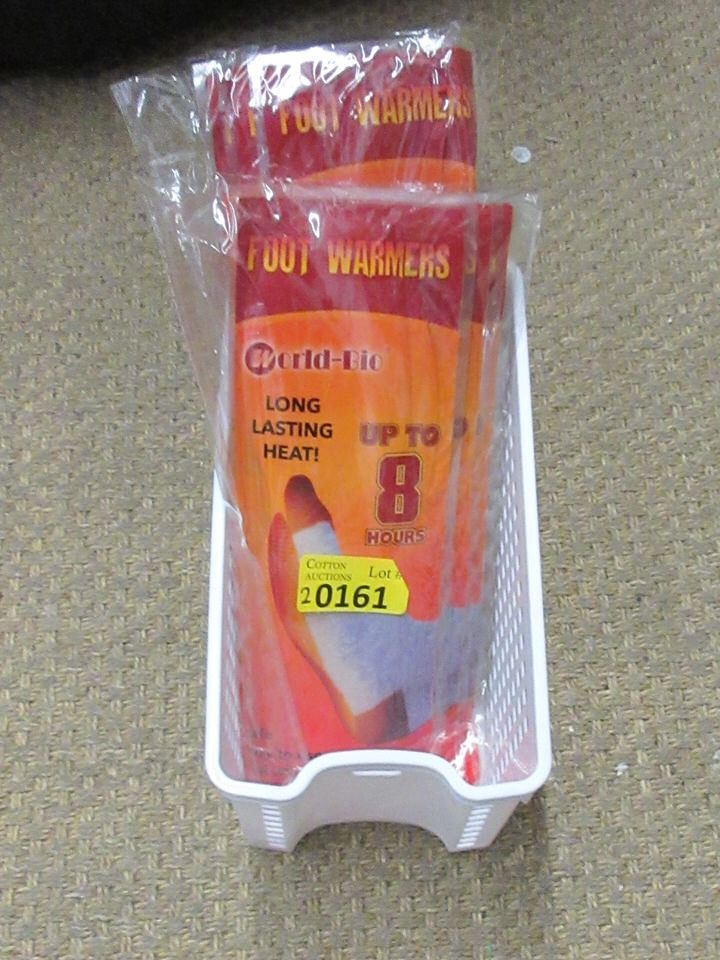 FOOT WARMERS
FOOT WARMERS
World-Bio
LONG
LASTING
HEAT!
UP TO
8
HOURS
COTTON
AUCTIONS Lot #
20161